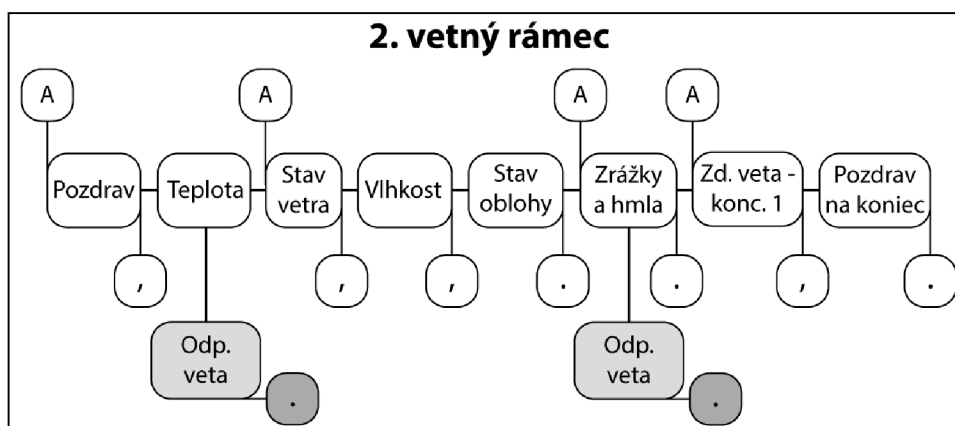 2. vetný rámec
A
A
A
A
Pozdrav
Teplota
Stav
vetra
Vlhkost
Stav
oblohy
Zrážky
a hmla
Zd. veta -
konc. 1
Pozdrav
na koniec
,
,
,
.
.
,
.
Odp.
veta
.
Odp.
veta
.